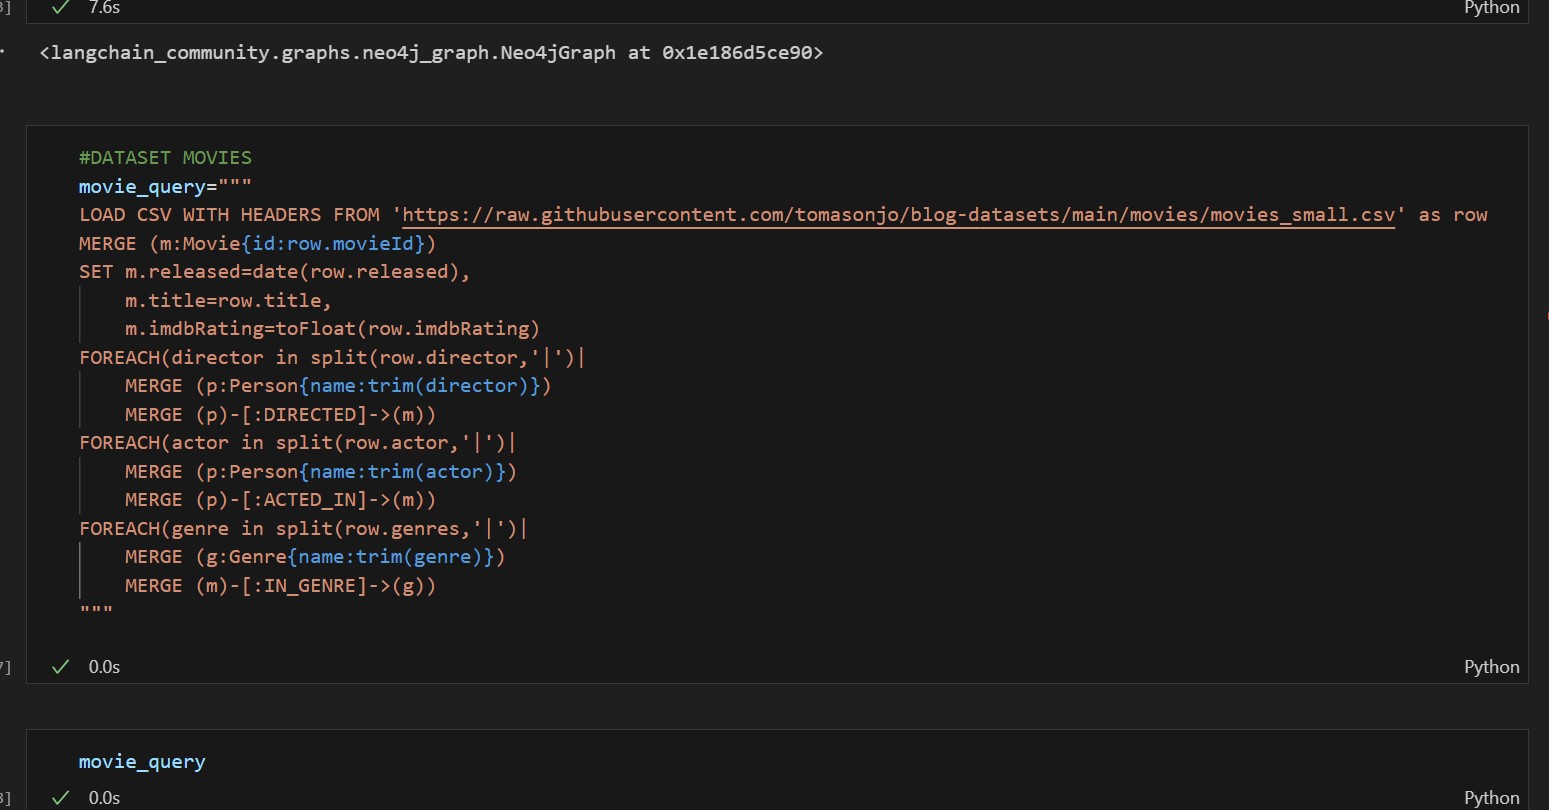 7.6s
Python
<langchain_community.graphs.neo4j_graph.Neo4jGraph at 0x1e186d5ce90>
#DATASET MOVIES
movie_query="""
LOAD CSV WITH HEADERS FROM 'https://raw.githubusercontent.com/tomasonjo/blog-datasets/main/movies/movies_small.csv' as row
MERGE (m:Movie{id:row.movieId})
SET m.released=date(row.released),
    m.title=row.title,
    m.imdbRating=toFloat(row.imdbRating)
FOREACH(director in split(row.director,'|')|
    MERGE (p:Person{name:trim(director)})
    MERGE (p)-[:DIRECTED]->(m))
FOREACH(actor in split(row.actor,'|')|
    MERGE (p:Person{name:trim(actor)})
    MERGE (p)-[:ACTED_IN]->(m))
FOREACH(genre in split(row.genres,'|')|
    MERGE (g:Genre{name:trim(genre)})
    MERGE (m)-[:IN_GENRE]->(g))
"""
0.0s
Python
movie_query
0.0s
Python